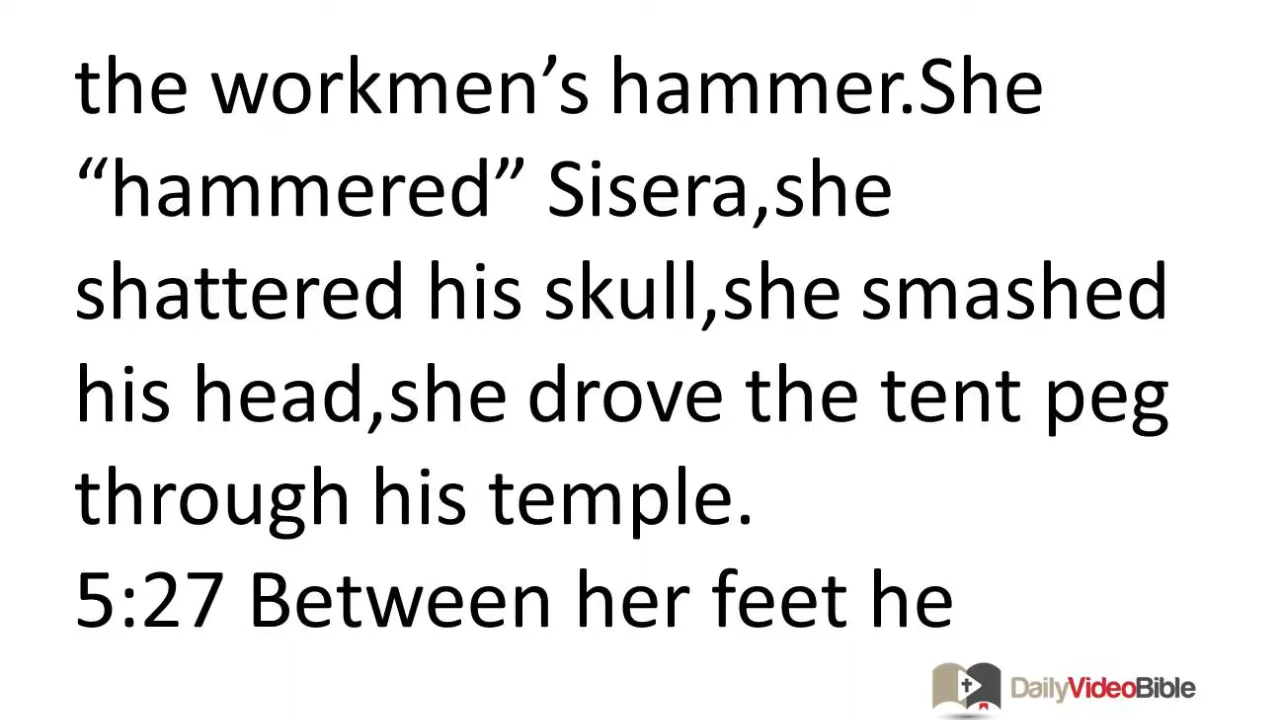 the workmen’s hammer.She
“hammered” Sisera,she
shattered his skull,she smashed
his head,she drove the tent peg
through his temple.
5:27 Between her feet he
DailyVideoBible